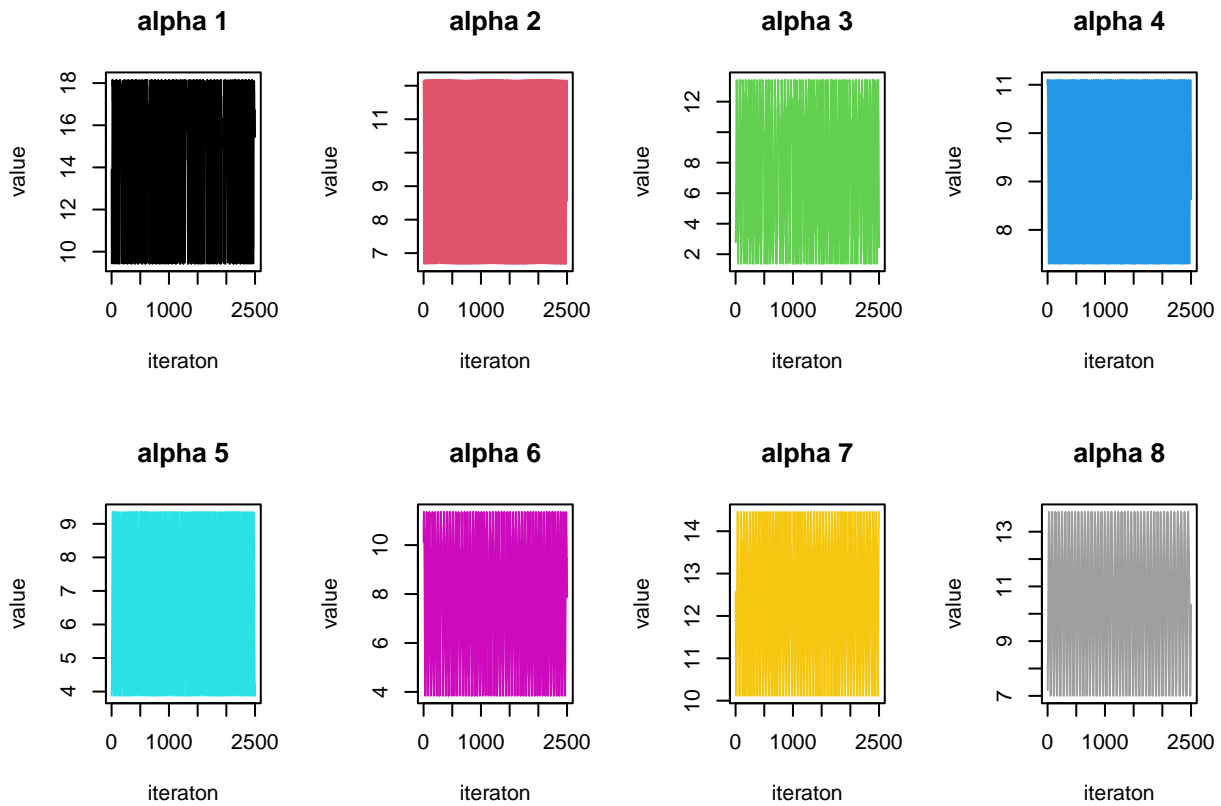 alpha 1 alpha 2 alpha 3 alpha 4
value 10 12 14 16 18
0 1000 2500
iteraton
value 7 8 9 11
0 1000 2500
iteraton
value 2 4 6 8 12
0 1000 2500
iteraton
value 8 9 10 11
0 1000 2500
iteraton
alpha 5 alpha 6 alpha 7 alpha 8
value 4 5 6 7 8 9
0 1000 2500
iteraton
value 4 6 8 10
0 1000 2500
iteraton
value 10 11 12 13 14
0 1000 2500
iteraton
value 7 9 11 13
0 1000 2500
iteraton